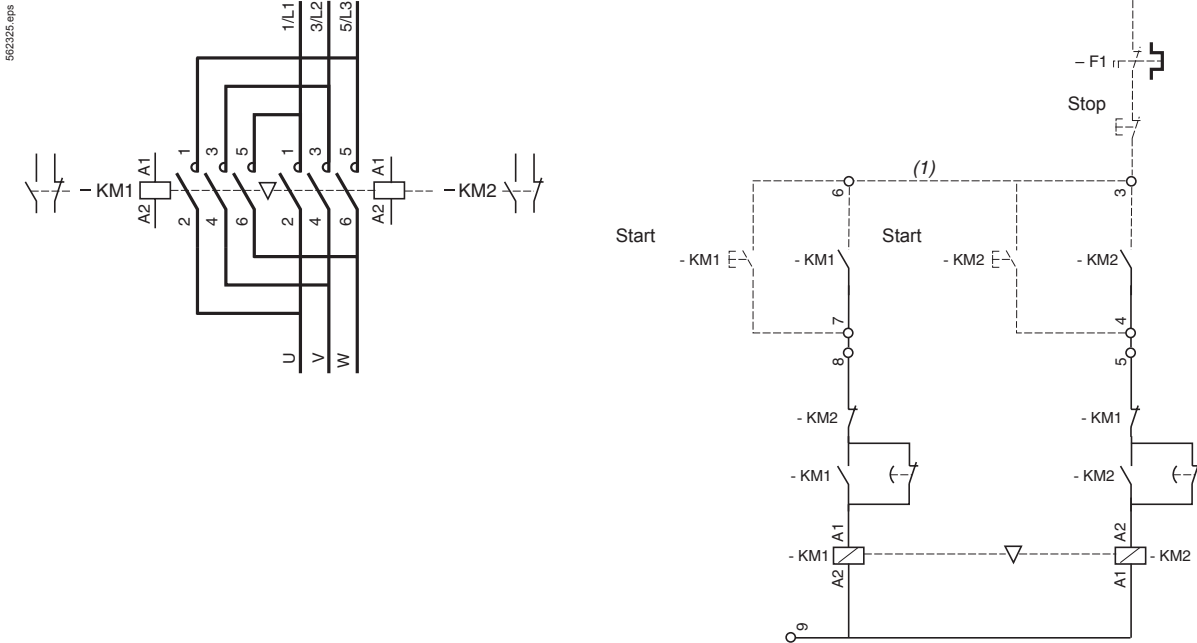 562325.eps
1/L1 3/L2 5/L3
1 3 5 1 3 5
– KM1 A1 A2
A1 A2 – KM2
2 4 6 2 4 6
U V W
– F1
Stop
(1)
6 3
Start Start
- KM1 - KM1 - KM2 - KM2
7 4
8 5
- KM2 - KM1
- KM1 - KM2
A1 A2
- KM1 - KM2
A2 A1
9